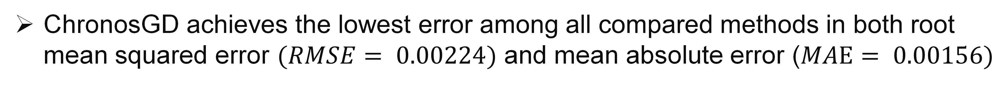 ➢ ChronosGD achieves the lowest error among all compared methods in both root
mean squared error (RMSE = 0.00224) and mean absolute error (MAE = 0.00156)